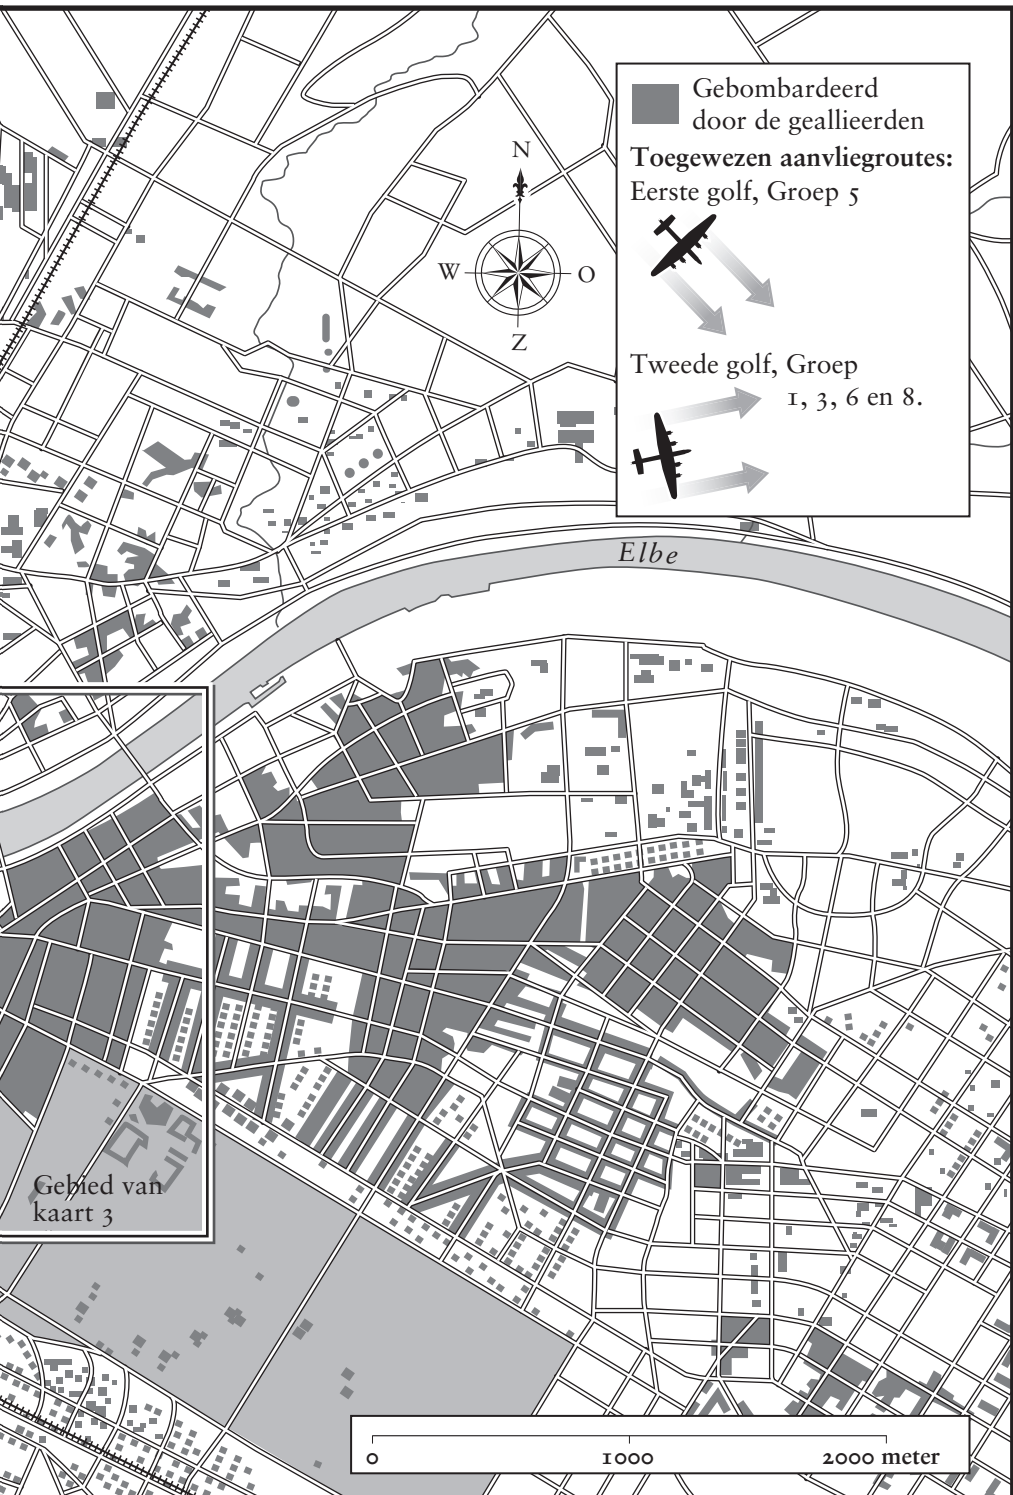 Gebombardeerd
door de geallieerden
Toegewezen aanvliegroutes:
Eerste golf, Groep 5
N
W
O
Z
Tweede golf, Groep
1, 3, 6 en 8.
Elbe
Gebied van
kaart 3
0 1000 2000 meter